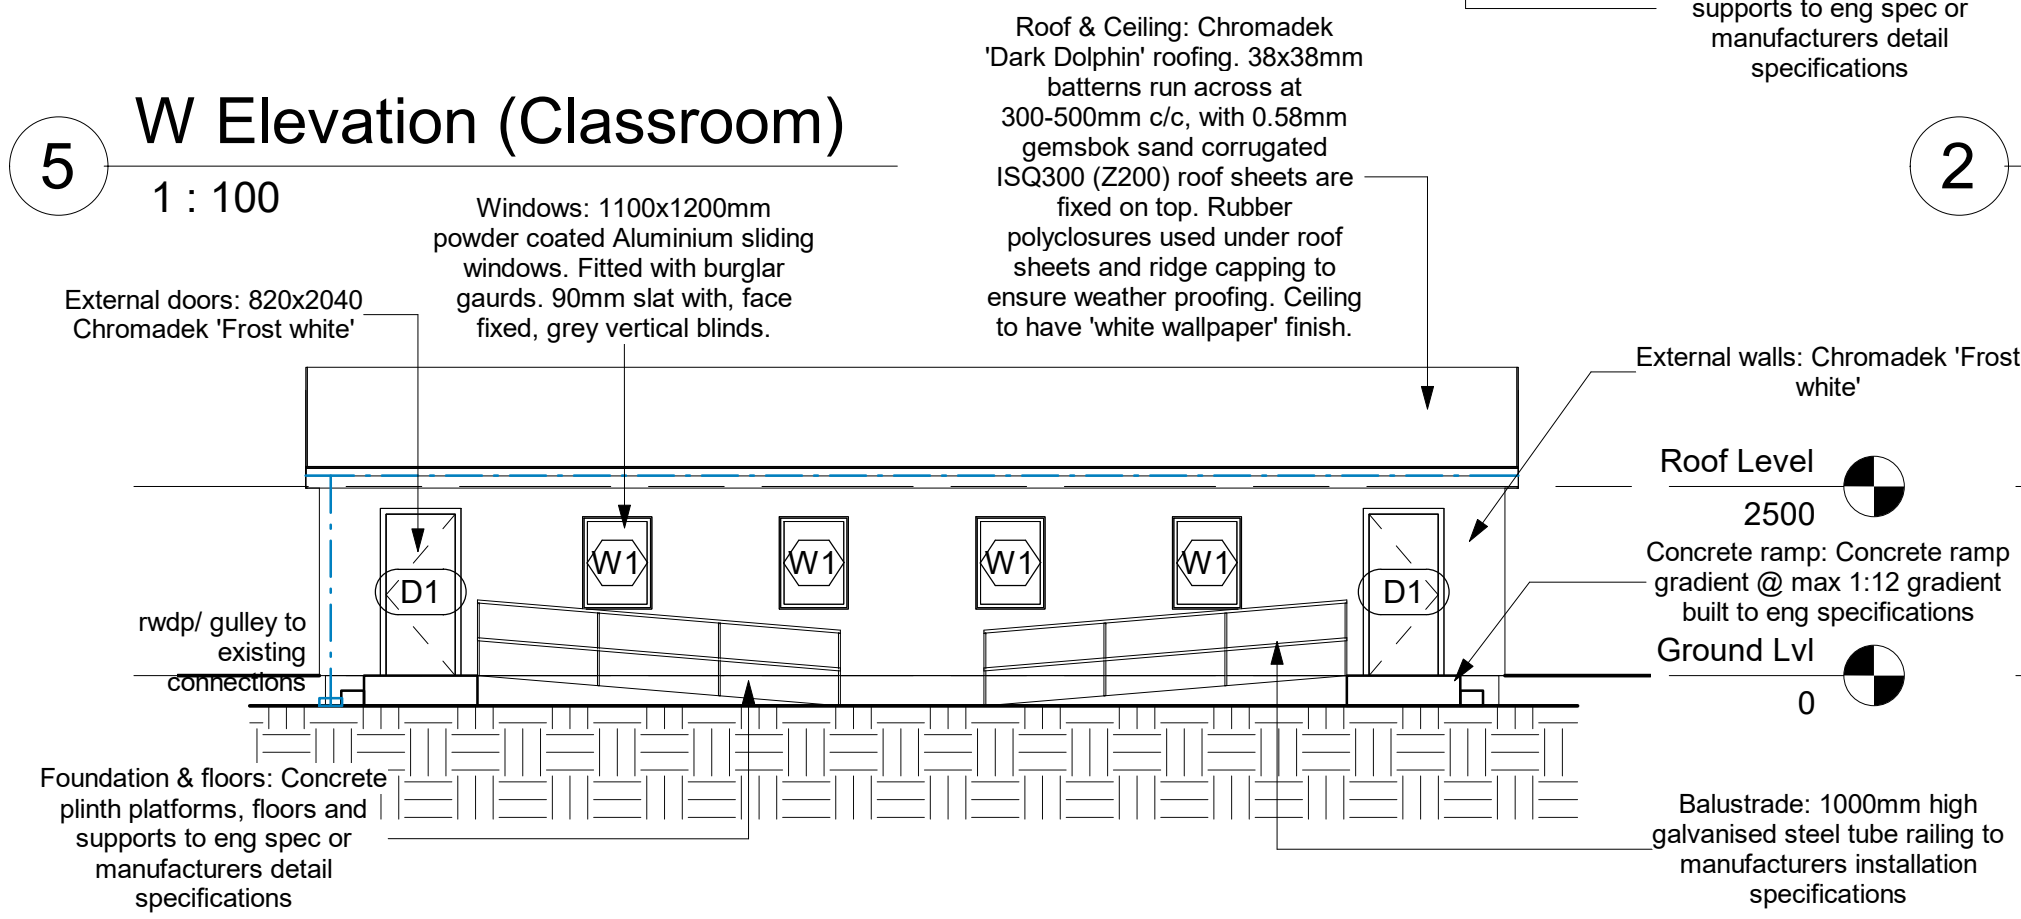 supports to eng spec or
manufacturers detail
specifications
5
W Elevation (Classroom)
1 : 100
2
Roof & Ceiling: Chromadek
'Dark Dolphin' roofing. 38x38mm
batterns run across at
300-500mm c/c, with 0.58mm
gemsbok sand corrugated
ISQ300 (Z200) roof sheets are
fixed on top. Rubber
polyclosures used under roof
sheets and ridge capping to
ensure weather proofing. Ceiling
to have 'white wallpaper' finish.
Windows: 1100x1200mm
powder coated Aluminium sliding
windows. Fitted with burglar
gaurds. 90mm slat with, face
fixed, grey vertical blinds.
External doors: 820x2040
Chromadek 'Frost white'
External walls: Chromadek 'Frost
white'
Roof Level
2500
D1
W1
W1
W1
W1
D1
Concrete ramp: Concrete ramp
gradient @ max 1:12 gradient
built to eng specifications
rwdp/ gulley to
existing
connections
Ground Lvl
0
Foundation & floors: Concrete
plinth platforms, floors and
supports to eng spec or
manufacturers detail
specifications
Balustrade: 1000mm high
galvanised steel tube railing to
manufacturers installation
specifications